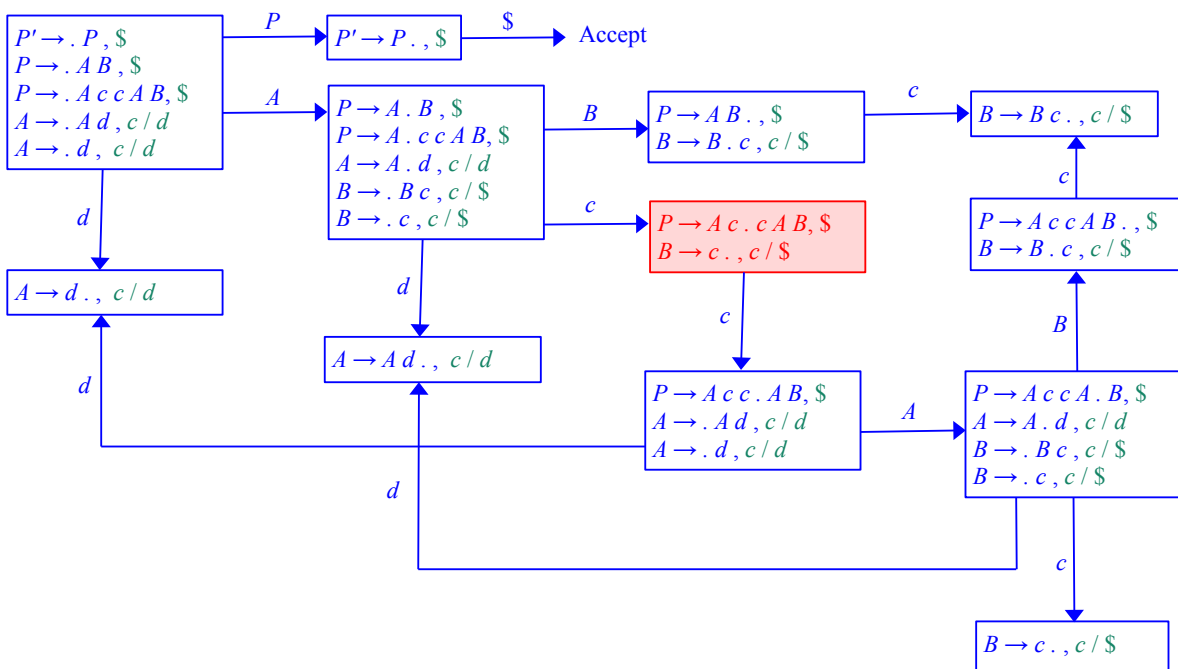 P' → . P, $
P → . A B, $
P → . A c c A B, $
A → . A d , c / d
A → . d , c / d
P
P' → P . , $
$
Accept
A
P → A . B, $
P → A . c c A B, $
A → A . d , c / d
B → . B c , c / $
B → . c , c / $
B
P → A B . , $
B → B . c , c / $
c
B → B c . , c / $
d
c
P → A c . c A B, $
B → c . , c / $
c
P → A c c A B . , $
B → B . c , c / $
A → d . , c / d
d
c
B
A → A d . , c / d
d
P → A c c . A B, $
A → . A d , c / d
A → . d , c / d
A
P → A c c A . B, $
A → A . d , c / d
B → . B c , c / $
B → . c , c / $
d
c
B → c . , c / $